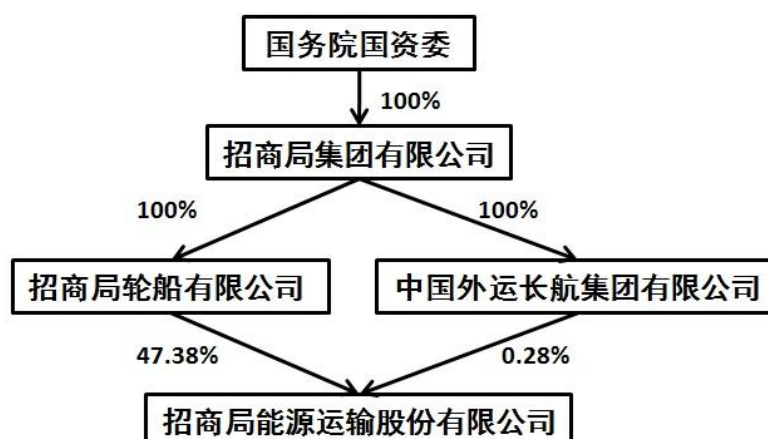 国务院国资委
100%
招商局集团有限公司
100%
100%
招商局轮船有限公司
中国外运长航集团有限公司
47.38%
0.28%
招商局能源运输股份有限公司